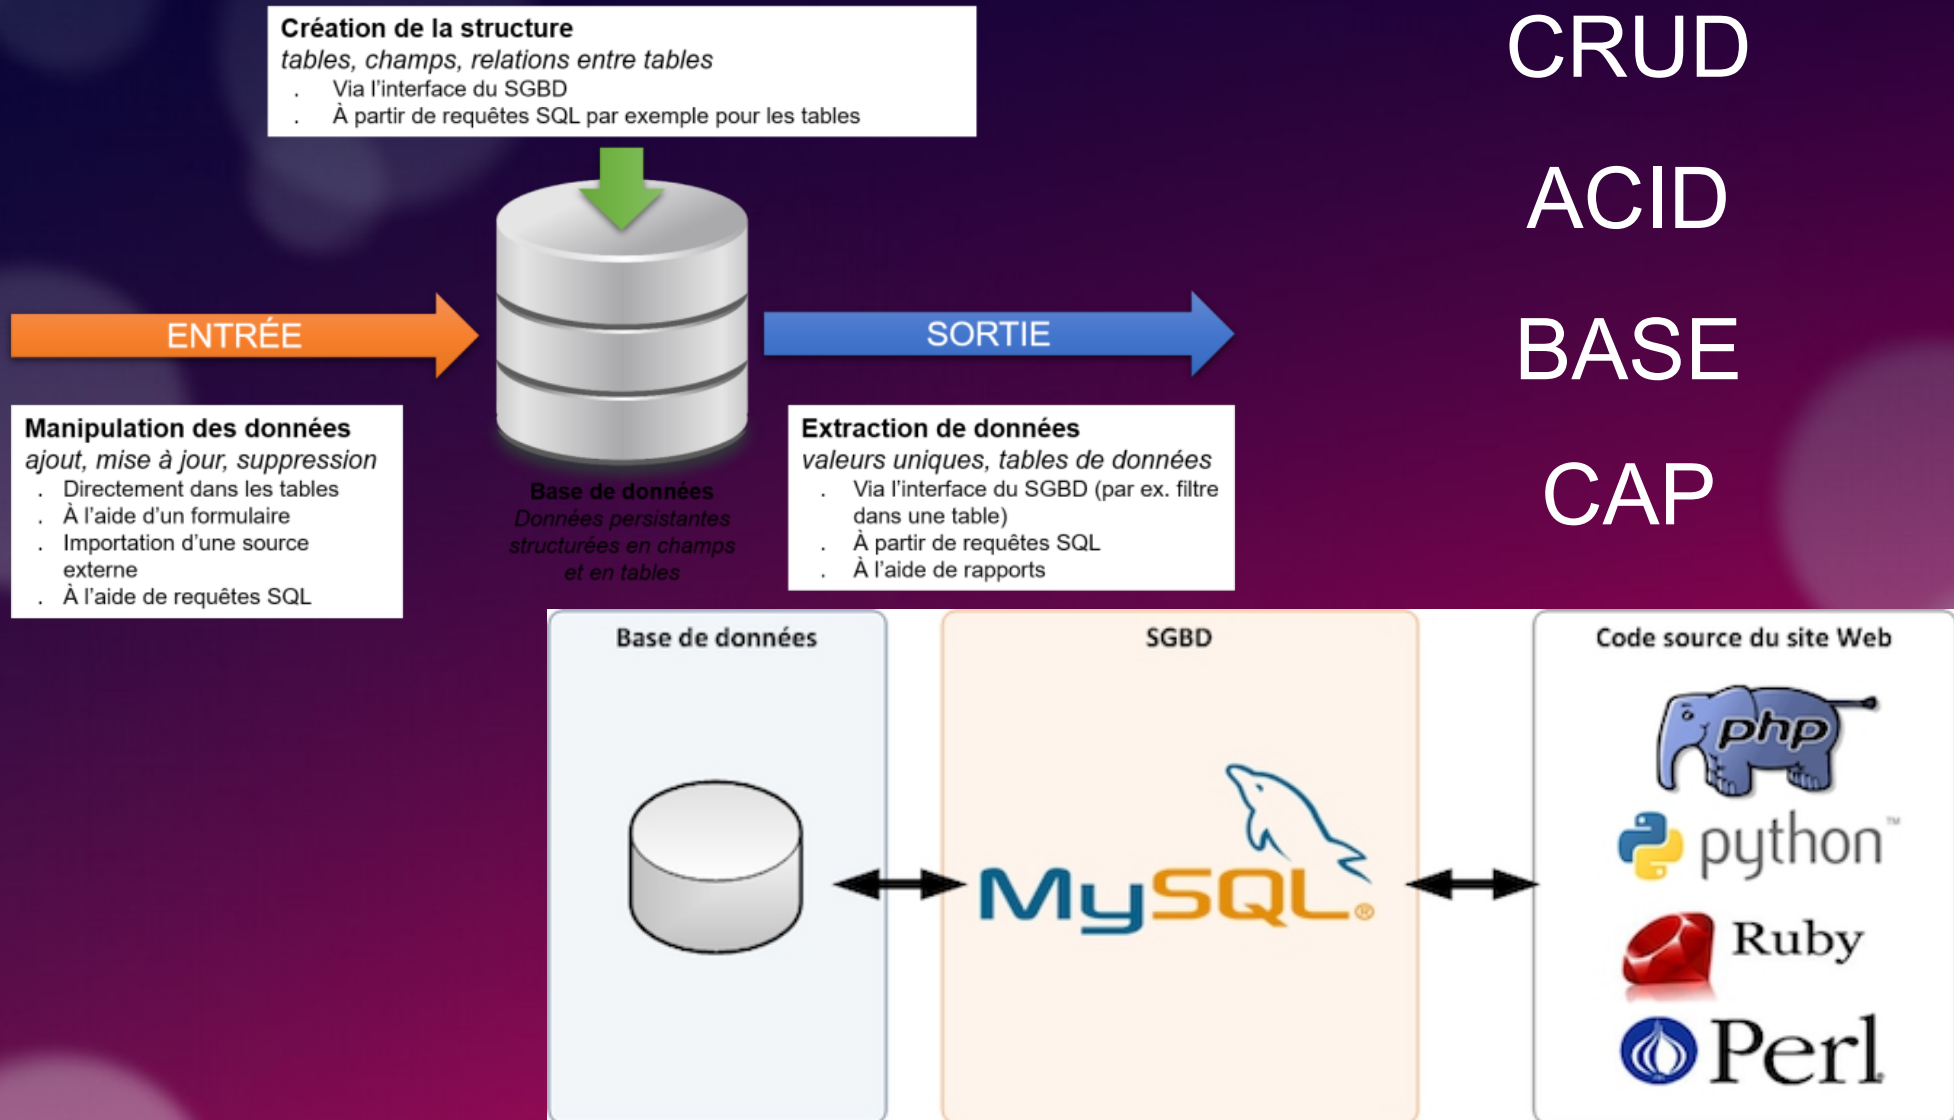 Création de la structure
tables, champs, relations entre tables
. Via l'interface du SGBD
. À partir de requêtes SQL par exemple pour les tables
CRUD
ACID
BASE
CAP
ENTRÉE
SORTIE
Manipulation des données
ajout, mise à jour, suppression
. Directement dans les tables
. À l'aide d'un formulaire
. Importation d'une source
externe
. À l'aide de requêtes SQL
Base de données
Données persistantes
structurées en champs
et en tables
Extraction de données
valeurs uniques, tables de données
. Via l'interface du SGBD (par ex. filtre
dans une table)
. À partir de requêtes SQL
. À l'aide de rapports
Base de données
SGBD
MySQL®
Code source du site Web
php
python™
Ruby
Perl